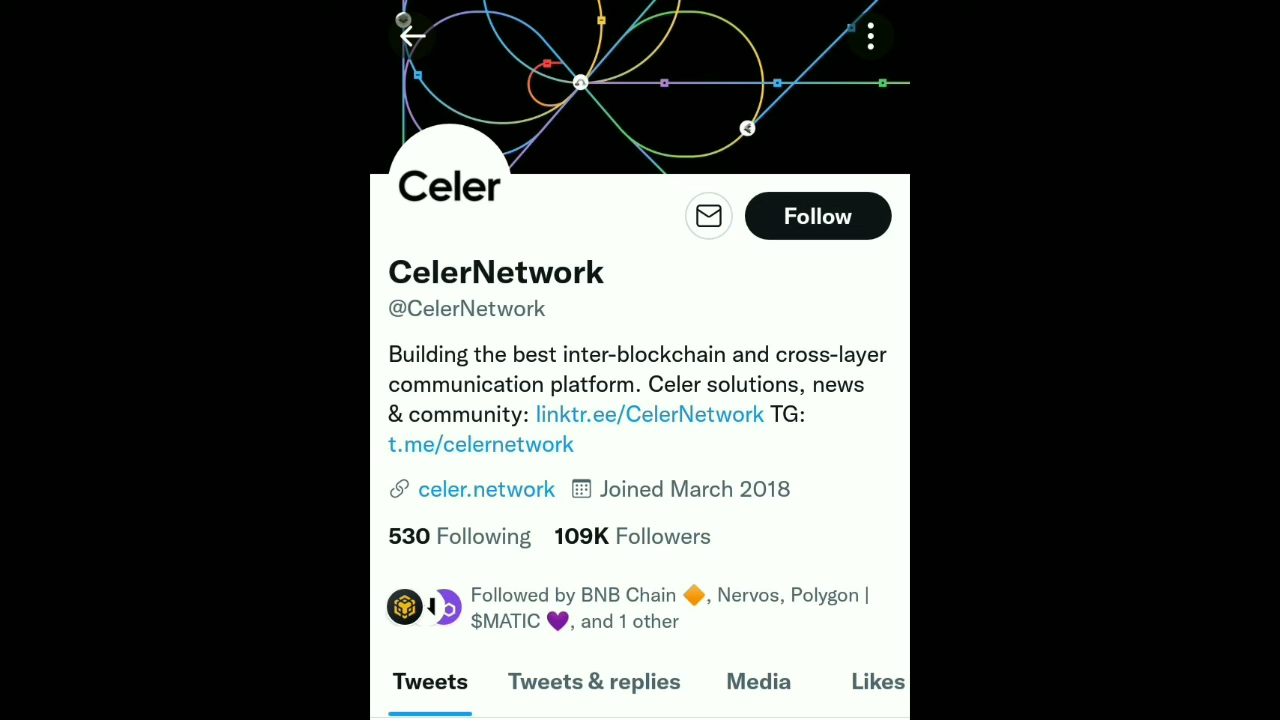 Celer
Follow
CelerNetwork
@CelerNetwork
Building the best inter-blockchain and cross-layer
communication platform. Celer solutions, news
& community: linktr.ee/CelerNetwork TG:
t.me/celernetwork
celer.network Joined March 2018
530 Following 109K Followers
Followed by BNB Chain 🔶, Nervos, Polygon |
$MATIC 💜, and 1 other
Tweets Tweets & replies Media Likes